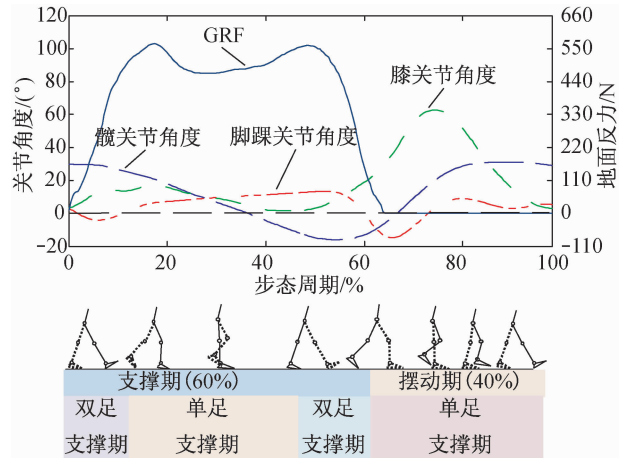 120
100
80
60
40
20
0
−20
关节角度/(°)
GRF
膝关节角度
髋关节角度
脚踝关节角度
660
550
440
330
220
110
0
−110
地面反力/N
0 20 40 60 80 100
步态周期/%
支撑期(60%) 摆动期(40%)
双足 单足 双足 单足
支撑期 支撑期 支撑期 支撑期